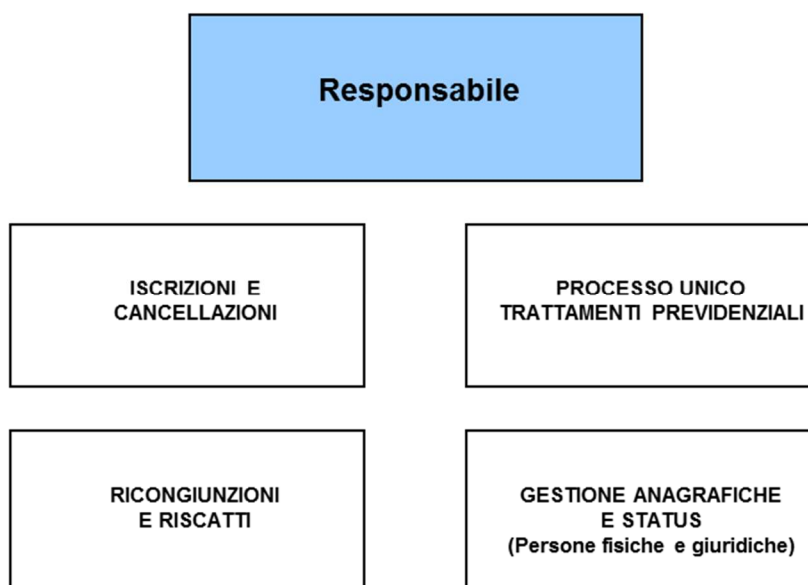 Responsabile
ISCRIZIONI E
CANCELLAZIONI
PROCESSO UNICO
TRATTAMENTI PREVIDENZIALI
RICONGIUNZIONI
E RISCATTI
GESTIONE ANAGRAFICHE
E STATUS
(Persone fisiche e giuridiche)